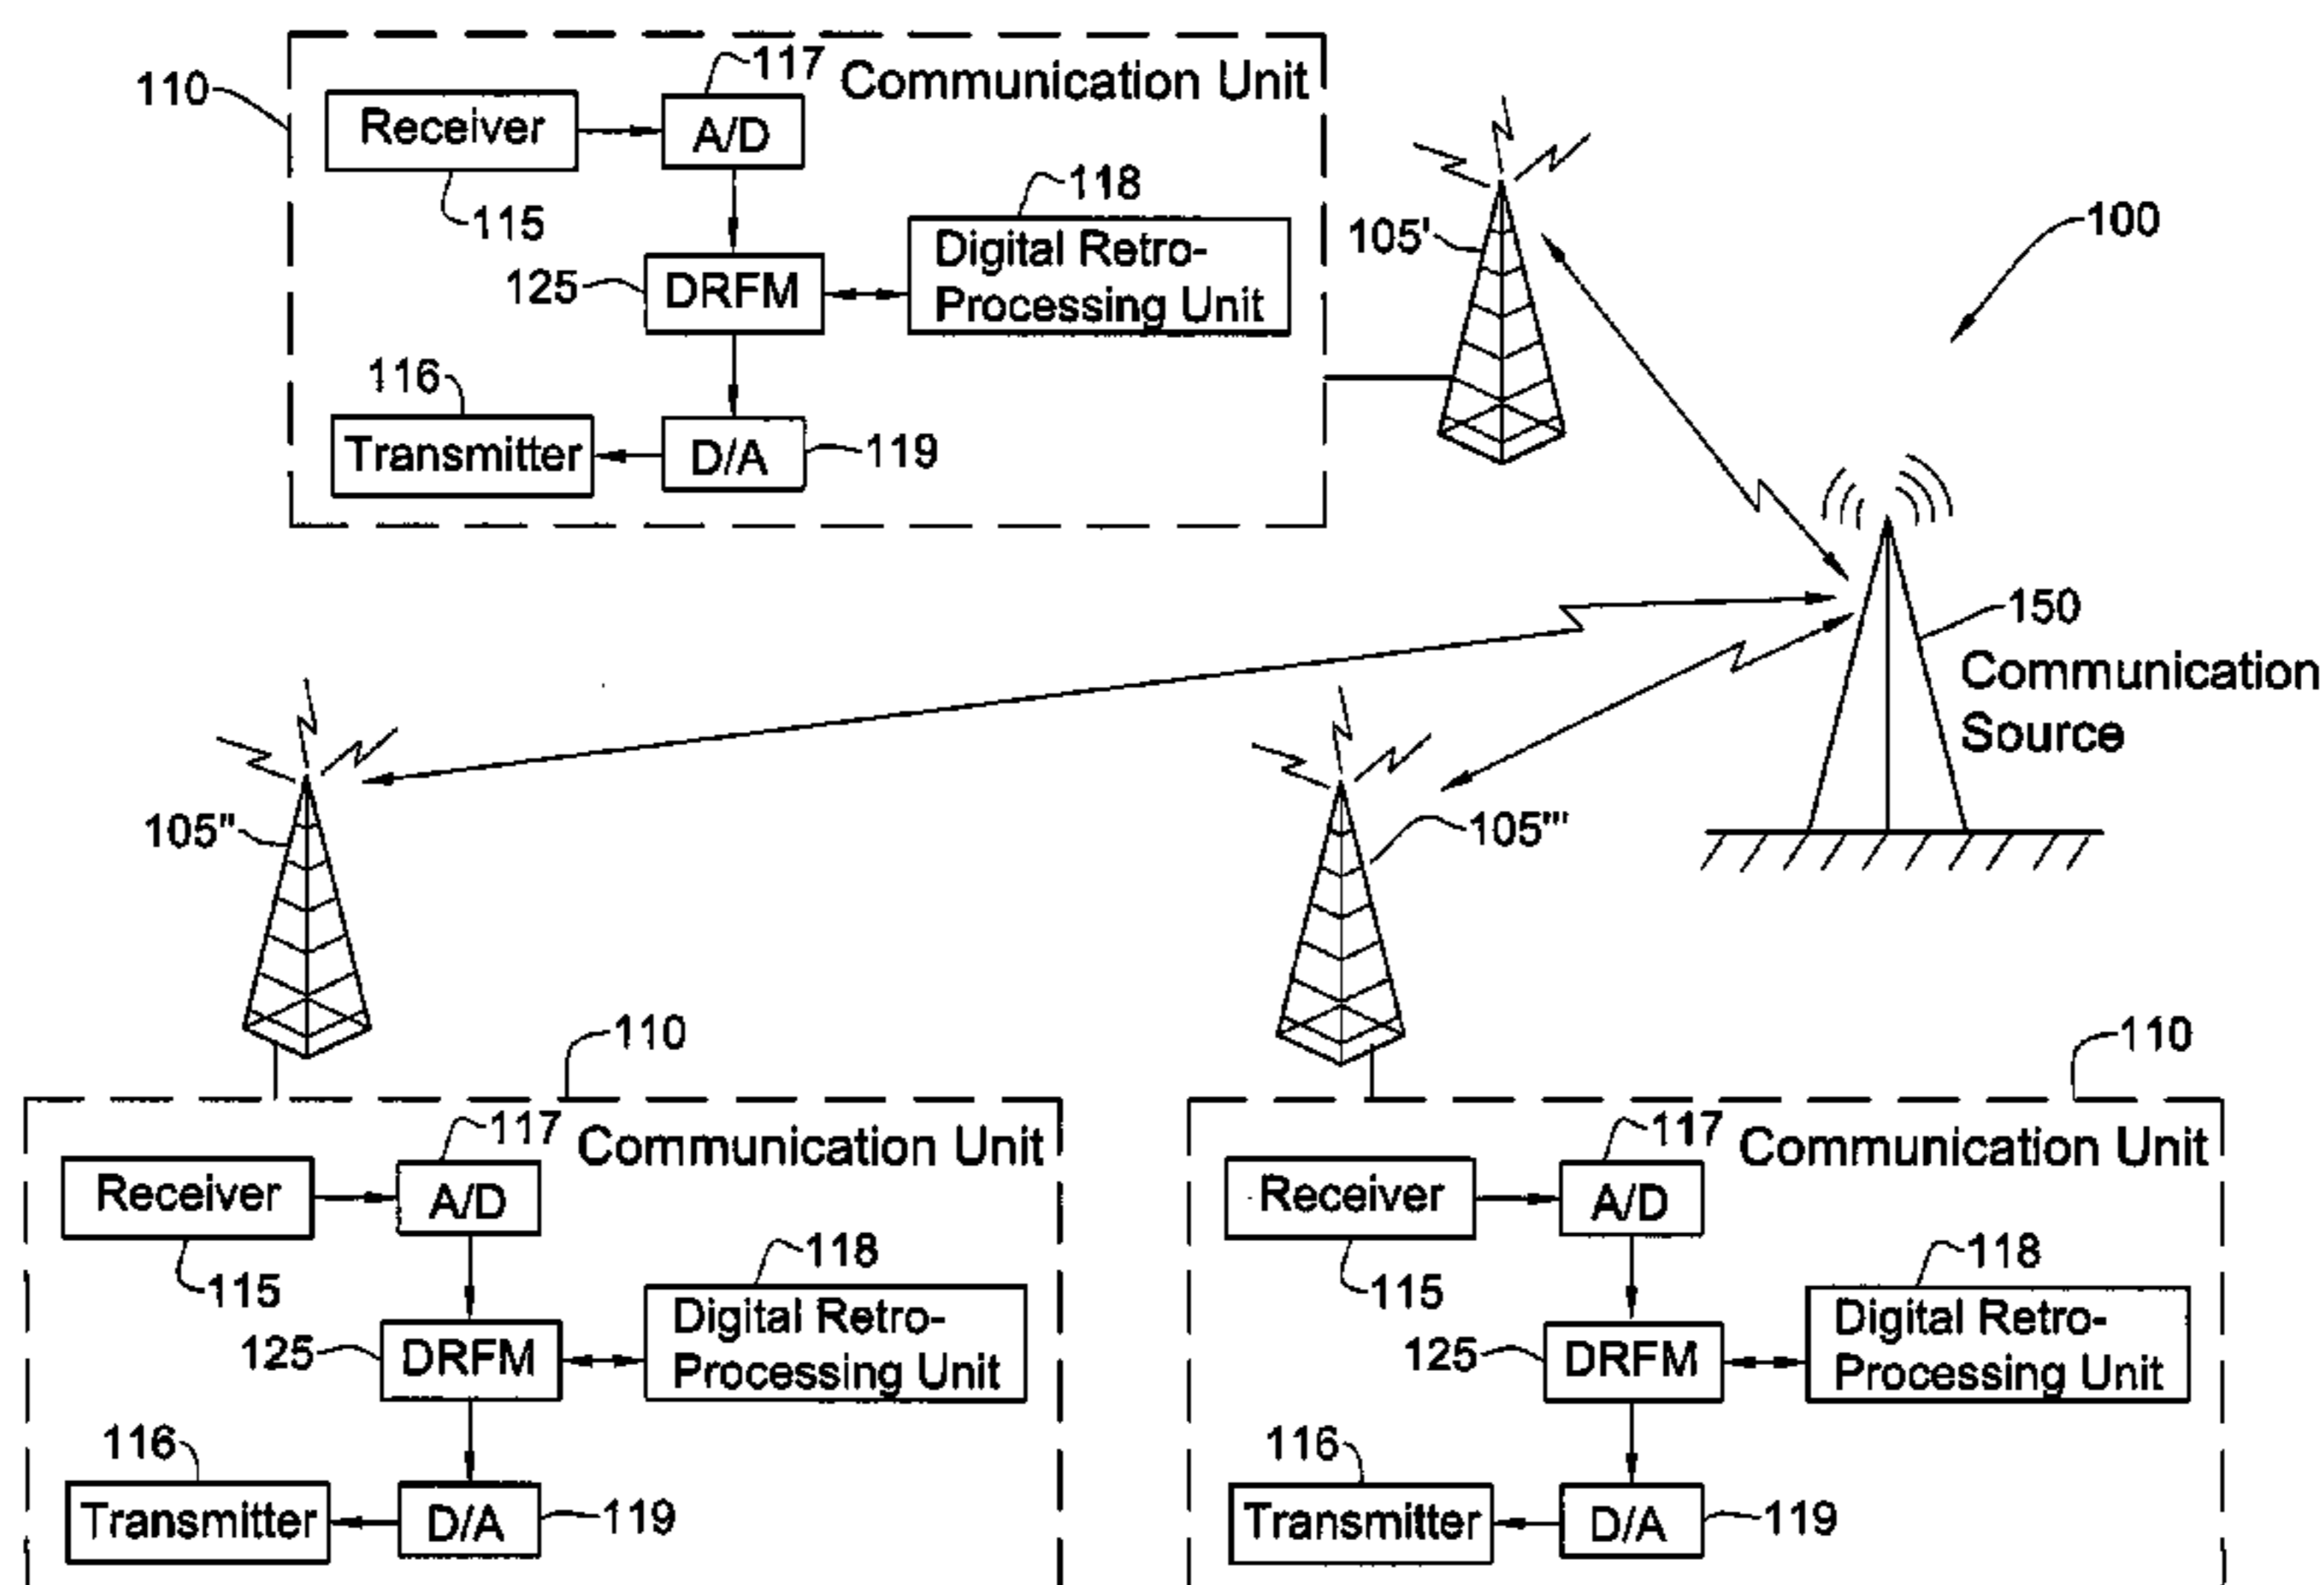 110
117
Communication Unit
Receiver
A/D
115
118
125
DRFM
Digital Retro-
Processing Unit
116
Transmitter
D/A
119
105'
100
150
Communication
Source
105"
105'''
110
117
Communication Unit
Receiver
A/D
115
118
125
DRFM
Digital Retro-
Processing Unit
116
Transmitter
D/A
119
110
117
Communication Unit
Receiver
A/D
115
118
125
DRFM
Digital Retro-
Processing Unit
116
Transmitter
D/A
119